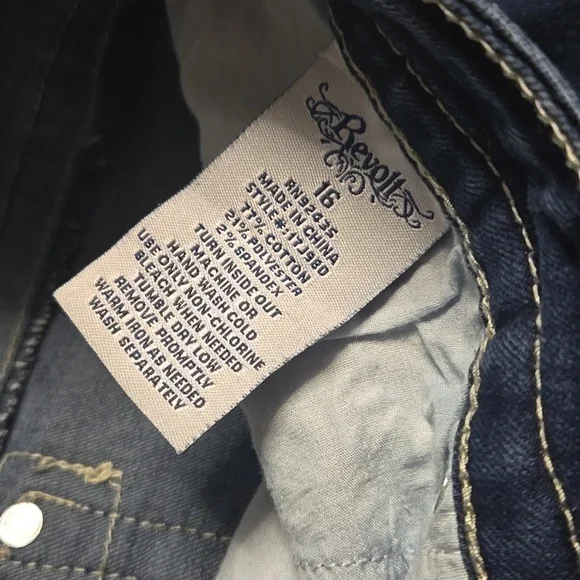 Revolt
16
RN92435
MADE IN CHINA
77% COTTON
21% POLYESTER
2% SPANDEX
TURN INSIDE OUT
MACHINE OR
HAND WASH COLD
USE ONLY NON-CHLORINE
BLEACH WHEN NEEDED
TUMBLE DRY LOW
REMOVE PROMPTLY
WARM IRON AS NEEDED
WASH SEPARATELY